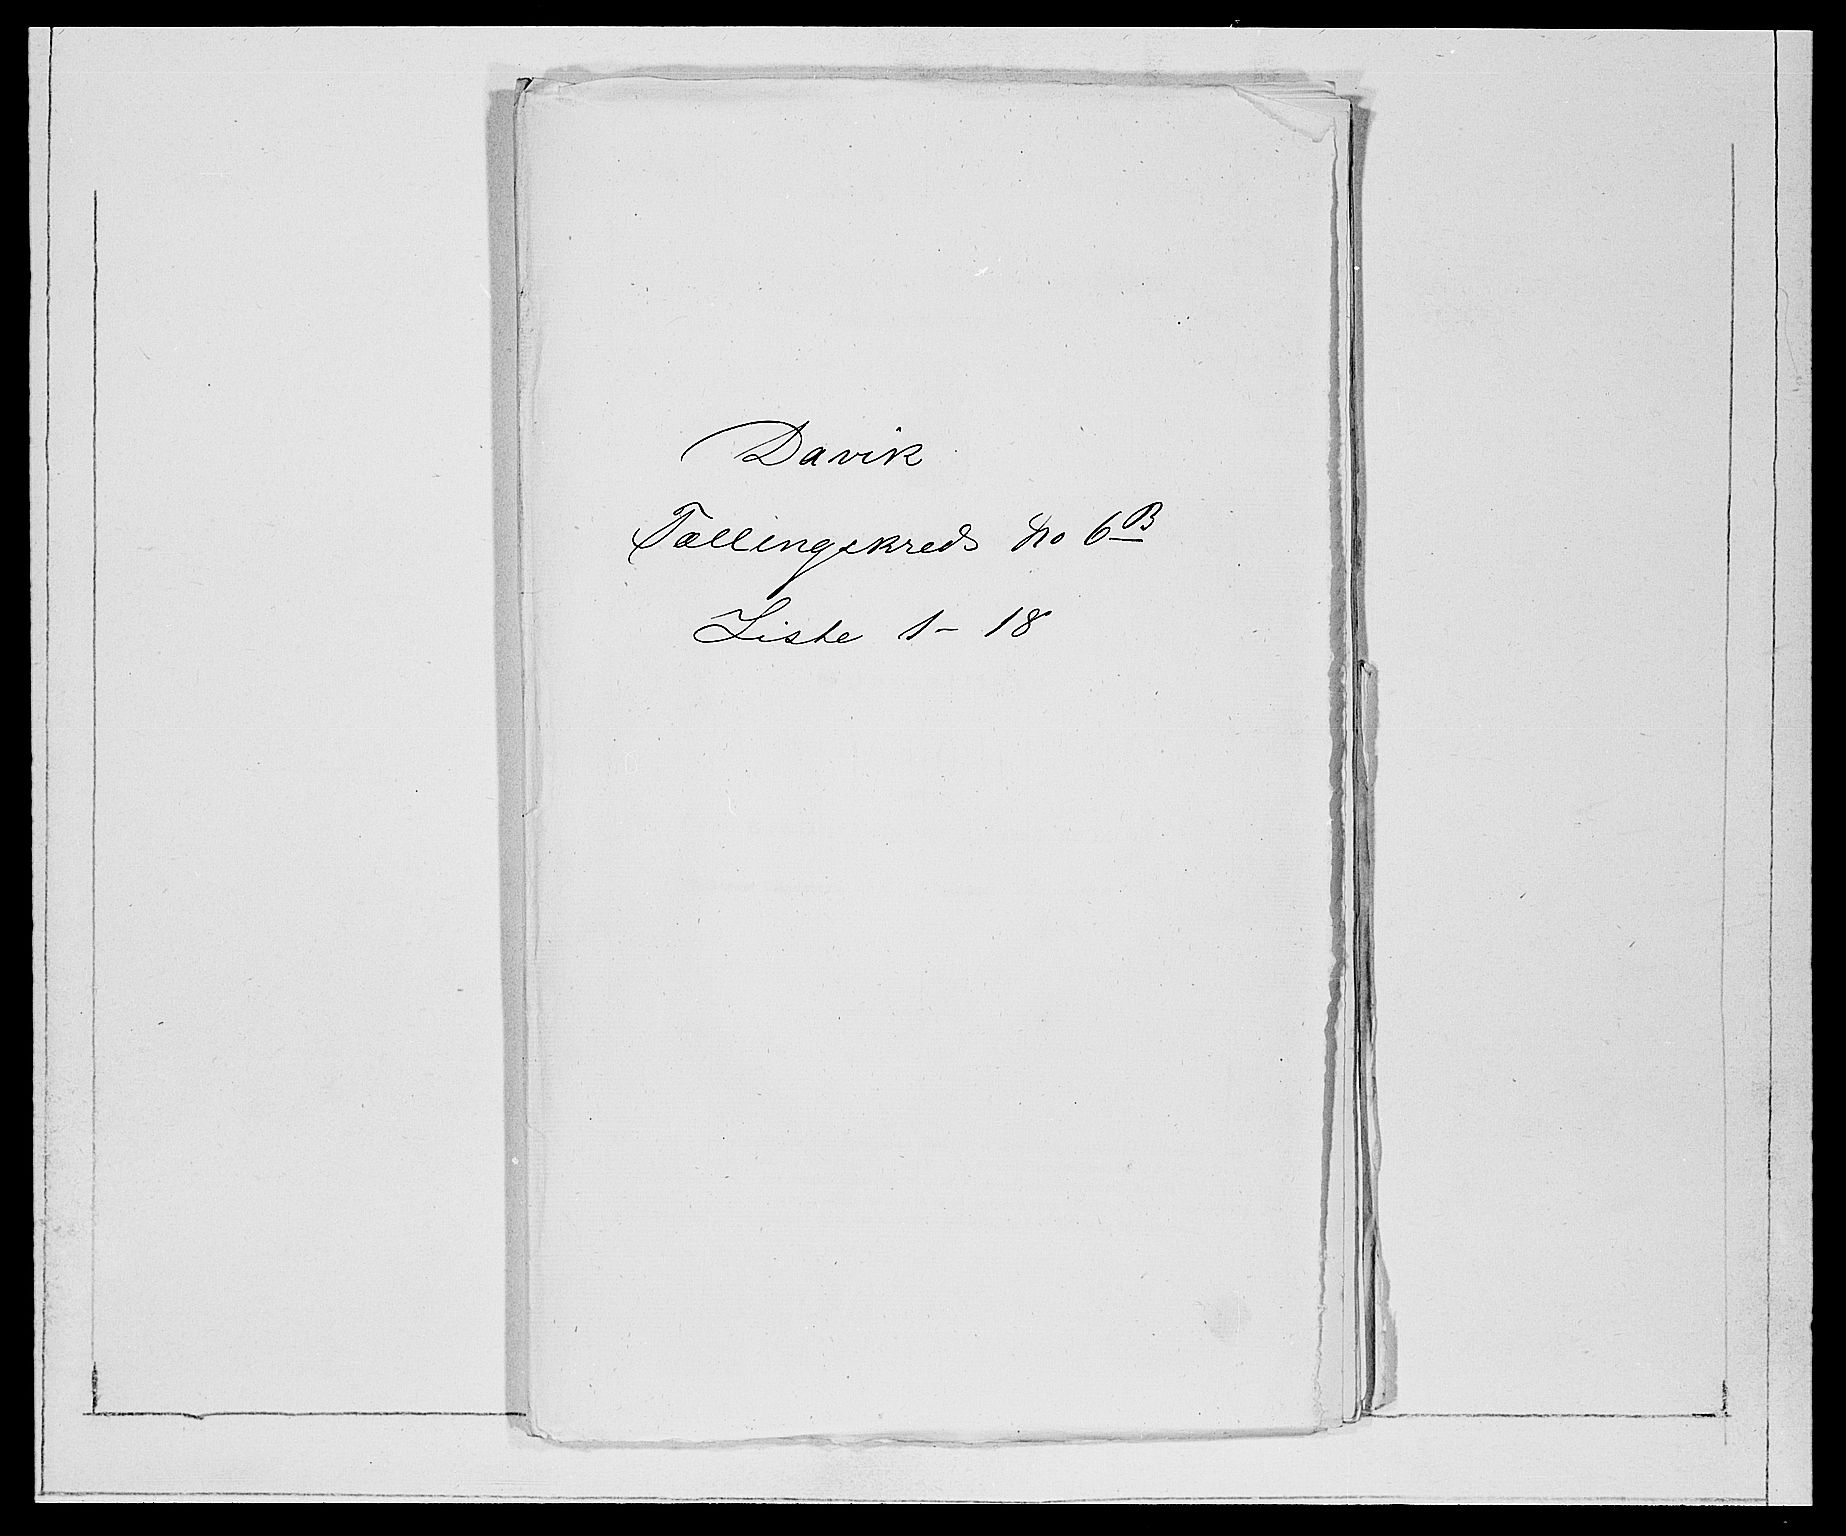 Davik
Tællingskreds No 6B
Liste 1 - 18